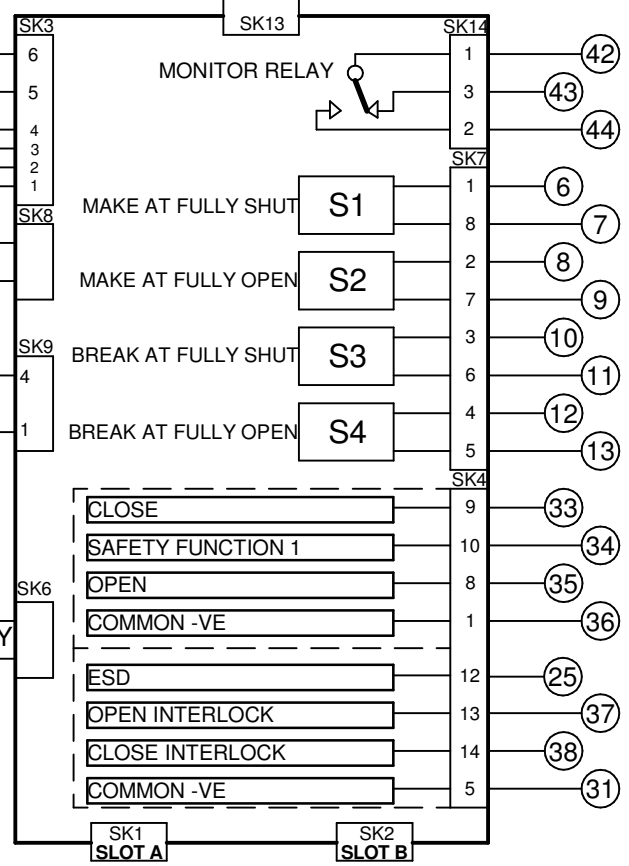 SK3
SK13
SK14
6
MONITOR RELAY
1
42
5
3
43
4
2
44
3
2
1
SK7
MAKE AT FULLY SHUT
S1
1
6
SK8
8
7
MAKE AT FULLY OPEN
S2
2
8
7
9
SK9
BREAK AT FULLY SHUT
S3
3
10
4
6
11
1
BREAK AT FULLY OPEN
S4
4
12
5
13
SK4
CLOSE
9
33
SAFETY FUNCTION 1
10
34
SK6
OPEN
8
35
COMMON -VE
1
36
Y
ESD
12
25
OPEN INTERLOCK
13
37
CLOSE INTERLOCK
14
38
COMMON -VE
5
31
SK1
SLOT A
SK2
SLOT B